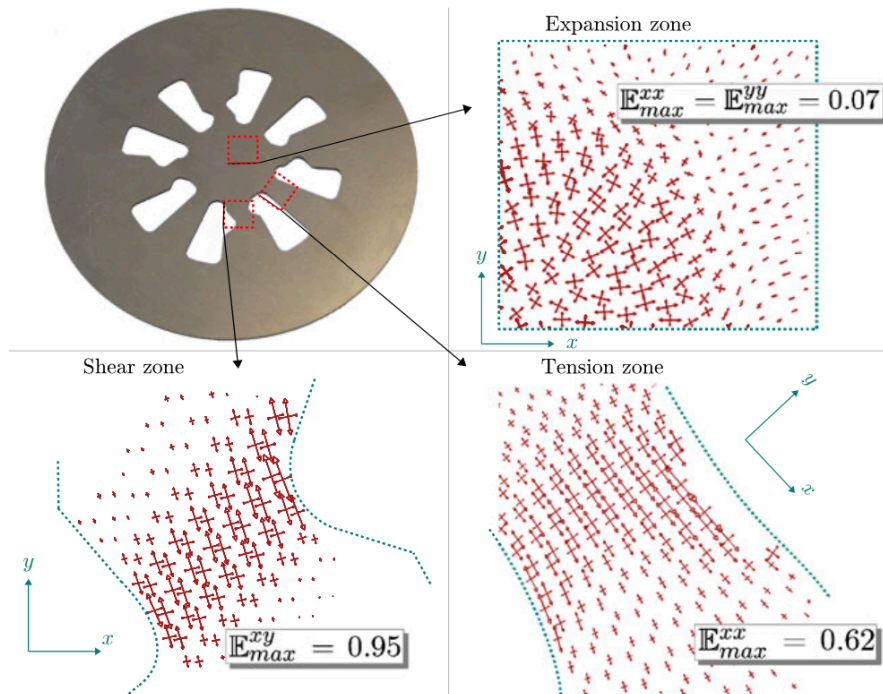 Expansion zone
𝔼^{xx}_{max} = 𝔼^{yy}_{max} = 0.07
y
x
Shear zone
y
x
𝔼^{xy}_{max} = 0.95
Tension zone
y
x
𝔼^{xx}_{max} = 0.62